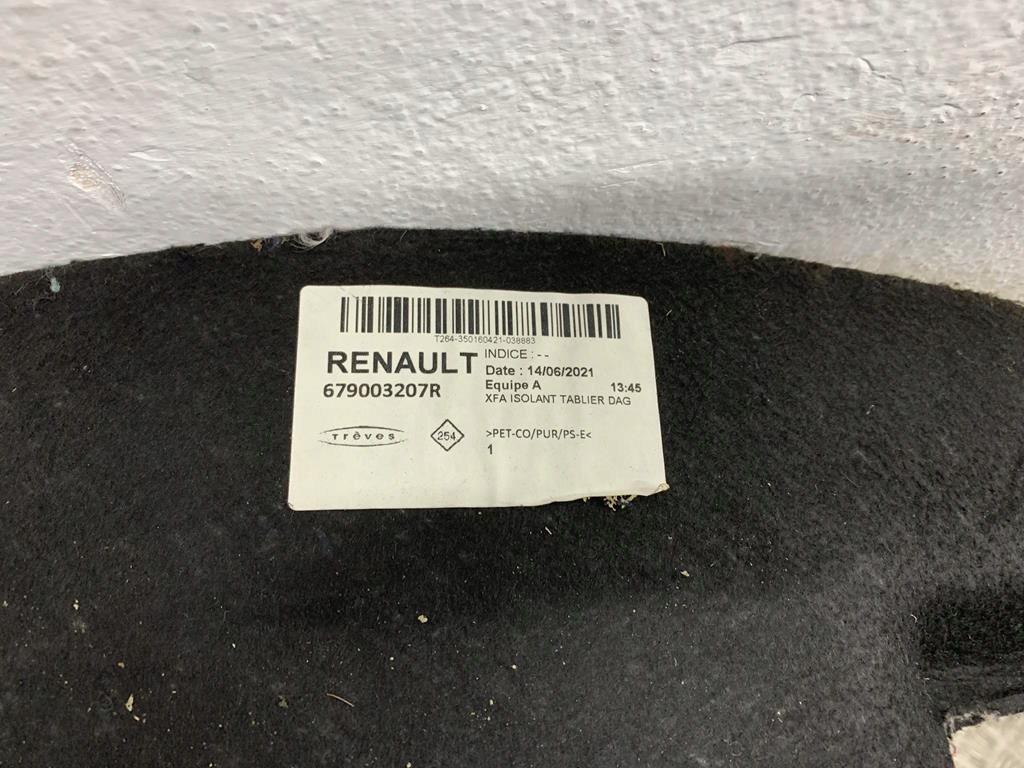 T264-350160421-038883
RENAULT
679003207R
INDICE : - -
Date : 14/06/2021
Equipe A 13:45
XFA ISOLANT TABLIER DAG
Trêves
254
>PET-CO/PUR/PS-E<
1